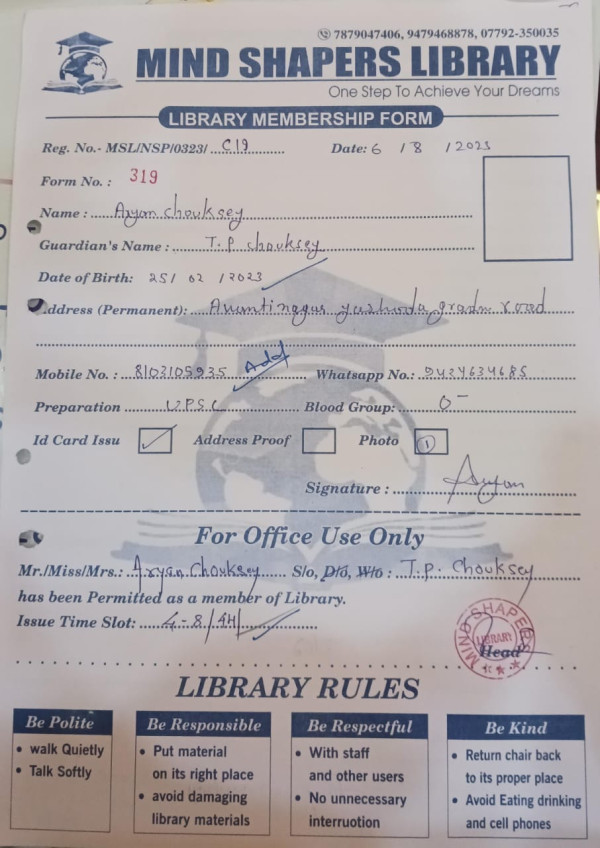 7879047406, 9479468878, 07792-350035
MIND SHAPERS LIBRARY
One Step To Achieve Your Dreams
LIBRARY MEMBERSHIP FORM
Reg. No.- MSL/NSP/0323/ C19 Date: 6 / 8 / 2023
Form No. : 319
Name : Aryan Chouksey
Guardian's Name : T.P. Chouksey
Date of Birth: 25/ 02 / 2023
Address (Permanent): road
Mobile No. : 8103105935 Add Whatsapp No.: 9424634685
Preparation UPSC Blood Group: O-
Id Card Issu Address Proof Photo 1
Signature : Aryan
For Office Use Only
Mr./Miss/Mrs.: Aryan Chouksey S/o, D/o, W/o : T.P. Chouksey
has been Permitted as a member of Library.
Issue Time Slot: 4-8/4H
MIND SHAPERS
LIBRARY
Head
LIBRARY RULES
Be Polite
• walk Quietly
• Talk Softly
Be Responsible
• Put material
on its right place
• avoid damaging
library materials
Be Respectful
• With staff
and other users
• No unnecessary
interruotion
Be Kind
• Return chair back
to its proper place
• Avoid Eating drinking
and cell phones